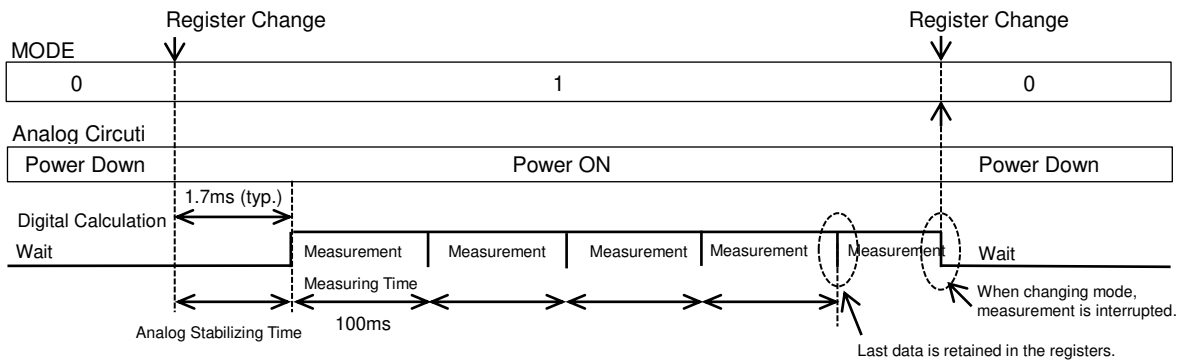 Register Change
Register Change
MODE
0
1
0
Analog Circuti
Power Down
Power ON
Power Down
1.7ms (typ.)
Digital Calculation
Wait
Measurement
Measurement
Measurement
Measurement
Measurement
Wait
Measuring Time
100ms
Analog Stabilizing Time
When changing mode,
measurement is interrupted.
Last data is retained in the registers.